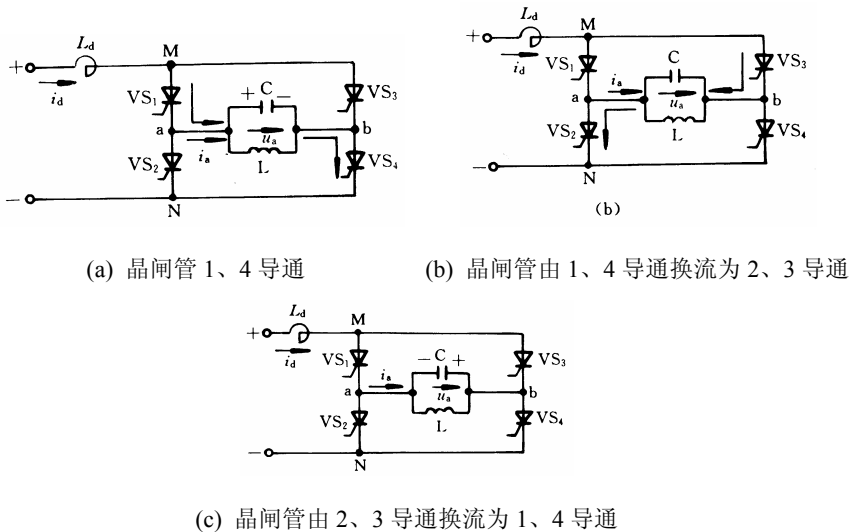 Ld
M
+
id
VS1
+ C −
VS3
a
b
ua
ia
VS2
L
VS4
−
N
(a) 晶闸管 1、4 导通
Ld
M
+
id
VS1
C
VS3
ia
a
ua
b
VS2
L
VS4
−
N
(b)
(b) 晶闸管由 1、4 导通换流为 2、3 导通
Ld
M
+
id
VS1
− C +
VS3
ia
a
ua
b
VS2
L
VS4
−
N
(c) 晶闸管由 2、3 导通换流为 1、4 导通